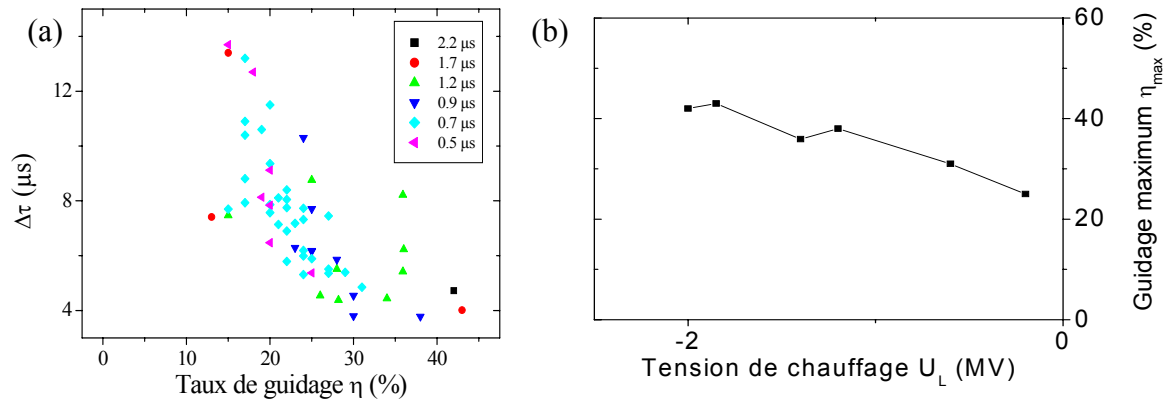 (a)
2.2 µs
1.7 µs
1.2 µs
0.9 µs
0.7 µs
0.5 µs
12
8
4
Δτ (µs)
0 10 20 30 40
Taux de guidage η (%)
(b)
60
40
20
0
Guidage maximum η_max (%)
-2 0
Tension de chauffage U_L (MV)